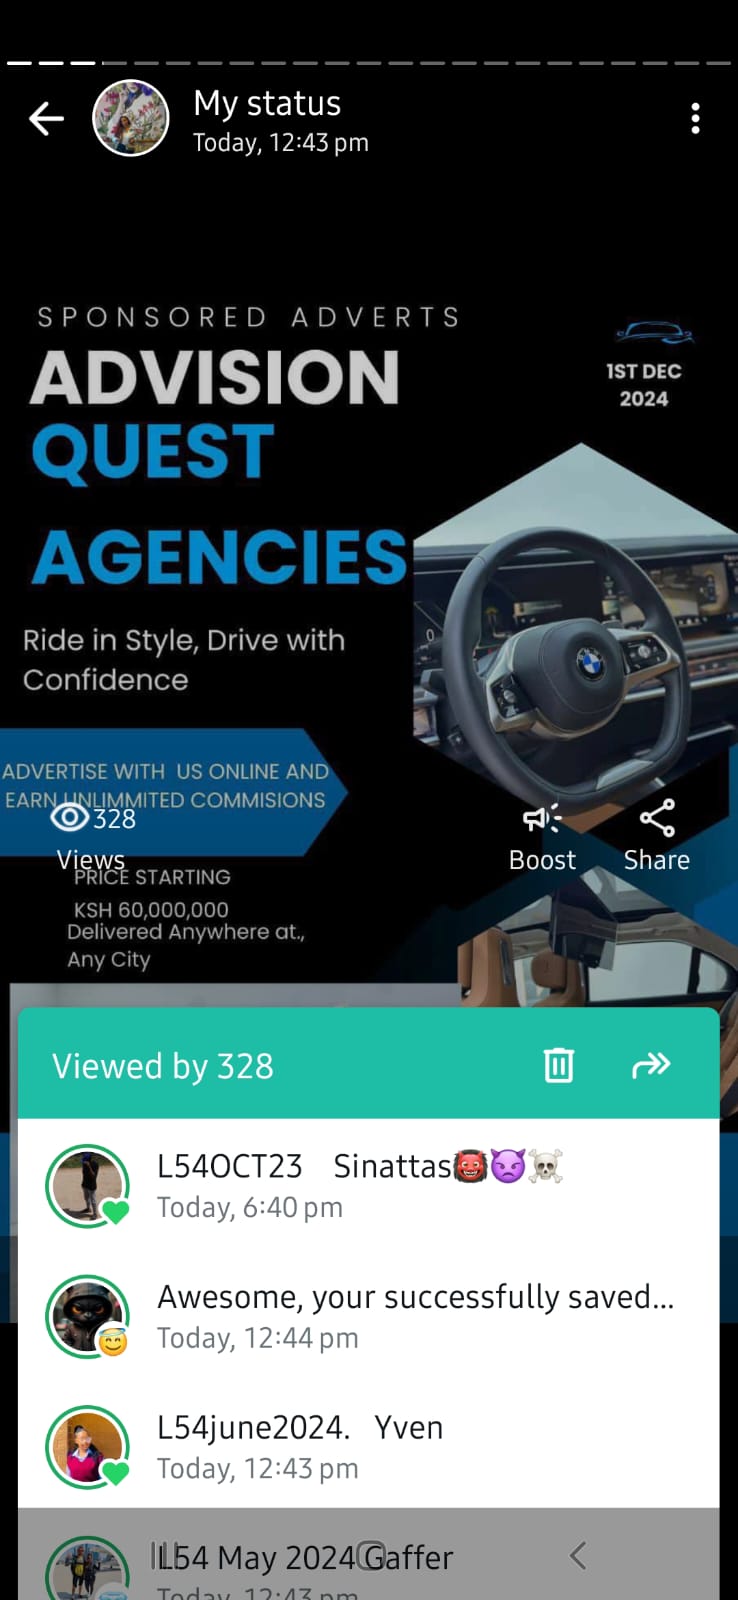 My status
Today, 12:43 pm
SPONSORED ADVERTS
ADVISION
QUEST
AGENCIES
1ST DEC
2024
Ride in Style, Drive with
Confidence
ADVERTISE WITH US ONLINE AND
EARN UNLIMMITED COMMISIONS
328
Views
Boost
Share
PRICE STARTING
KSH 60,000,000
Delivered Anywhere at.,
Any City
Viewed by 328
L54OCT23 Sinattas👹👿☠️
Today, 6:40 pm
Awesome, your successfully saved...
Today, 12:44 pm
L54june2024. Yven
Today, 12:43 pm
L54 May 2024 Gaffer
Today, 12:43 pm